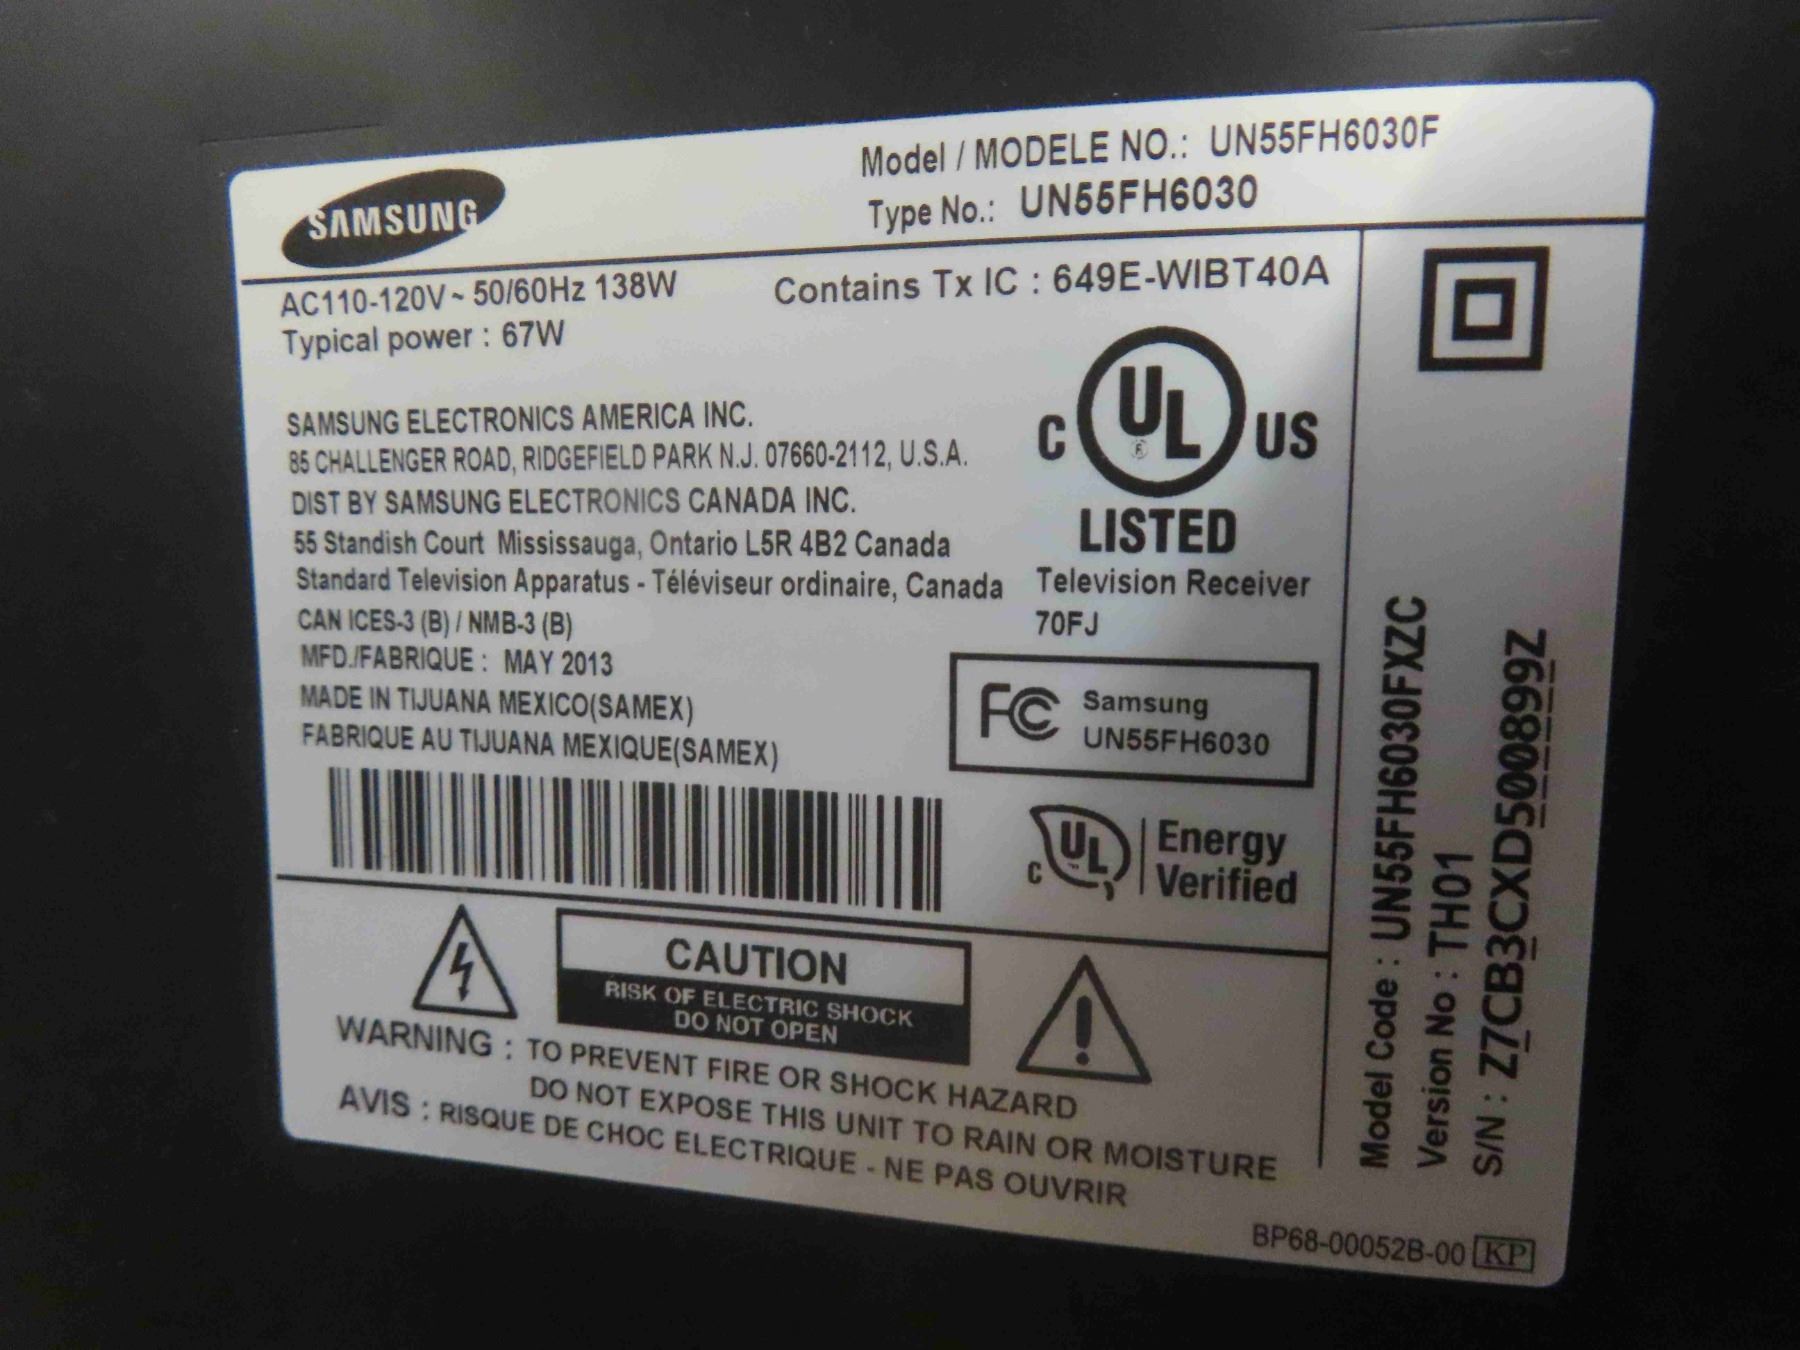 SAMSUNG
Model / MODELE NO.: UN55FH6030F
Type No.: UN55FH6030
AC110-120V~ 50/60Hz 138W
Typical power : 67W
Contains Tx IC : 649E-WIBT40A
SAMSUNG ELECTRONICS AMERICA INC.
85 CHALLENGER ROAD, RIDGEFIELD PARK N.J. 07660-2112, U.S.A.
DIST BY SAMSUNG ELECTRONICS CANADA INC.
55 Standish Court Mississauga, Ontario L5R 4B2 Canada
Standard Television Apparatus - Téléviseur ordinaire, Canada
CAN ICES-3 (B) / NMB-3 (B)
MFD./FABRIQUE : MAY 2013
MADE IN TIJUANA MEXICO(SAMEX)
FABRIQUE AU TIJUANA MEXIQUE(SAMEX)
C UL ® US
LISTED
Television Receiver
70FJ
FC Samsung
UN55FH6030
C UL Energy
Verified
CAUTION
RISK OF ELECTRIC SHOCK
DO NOT OPEN
WARNING : TO PREVENT FIRE OR SHOCK HAZARD
DO NOT EXPOSE THIS UNIT TO RAIN OR MOISTURE
AVIS : RISQUE DE CHOC ELECTRIQUE - NE PAS OUVRIR
Model Code : UN55FH6030FXZC
Version No : TH01
S/N : Z7CB3CXD500899Z
BP68-00052B-00 KP